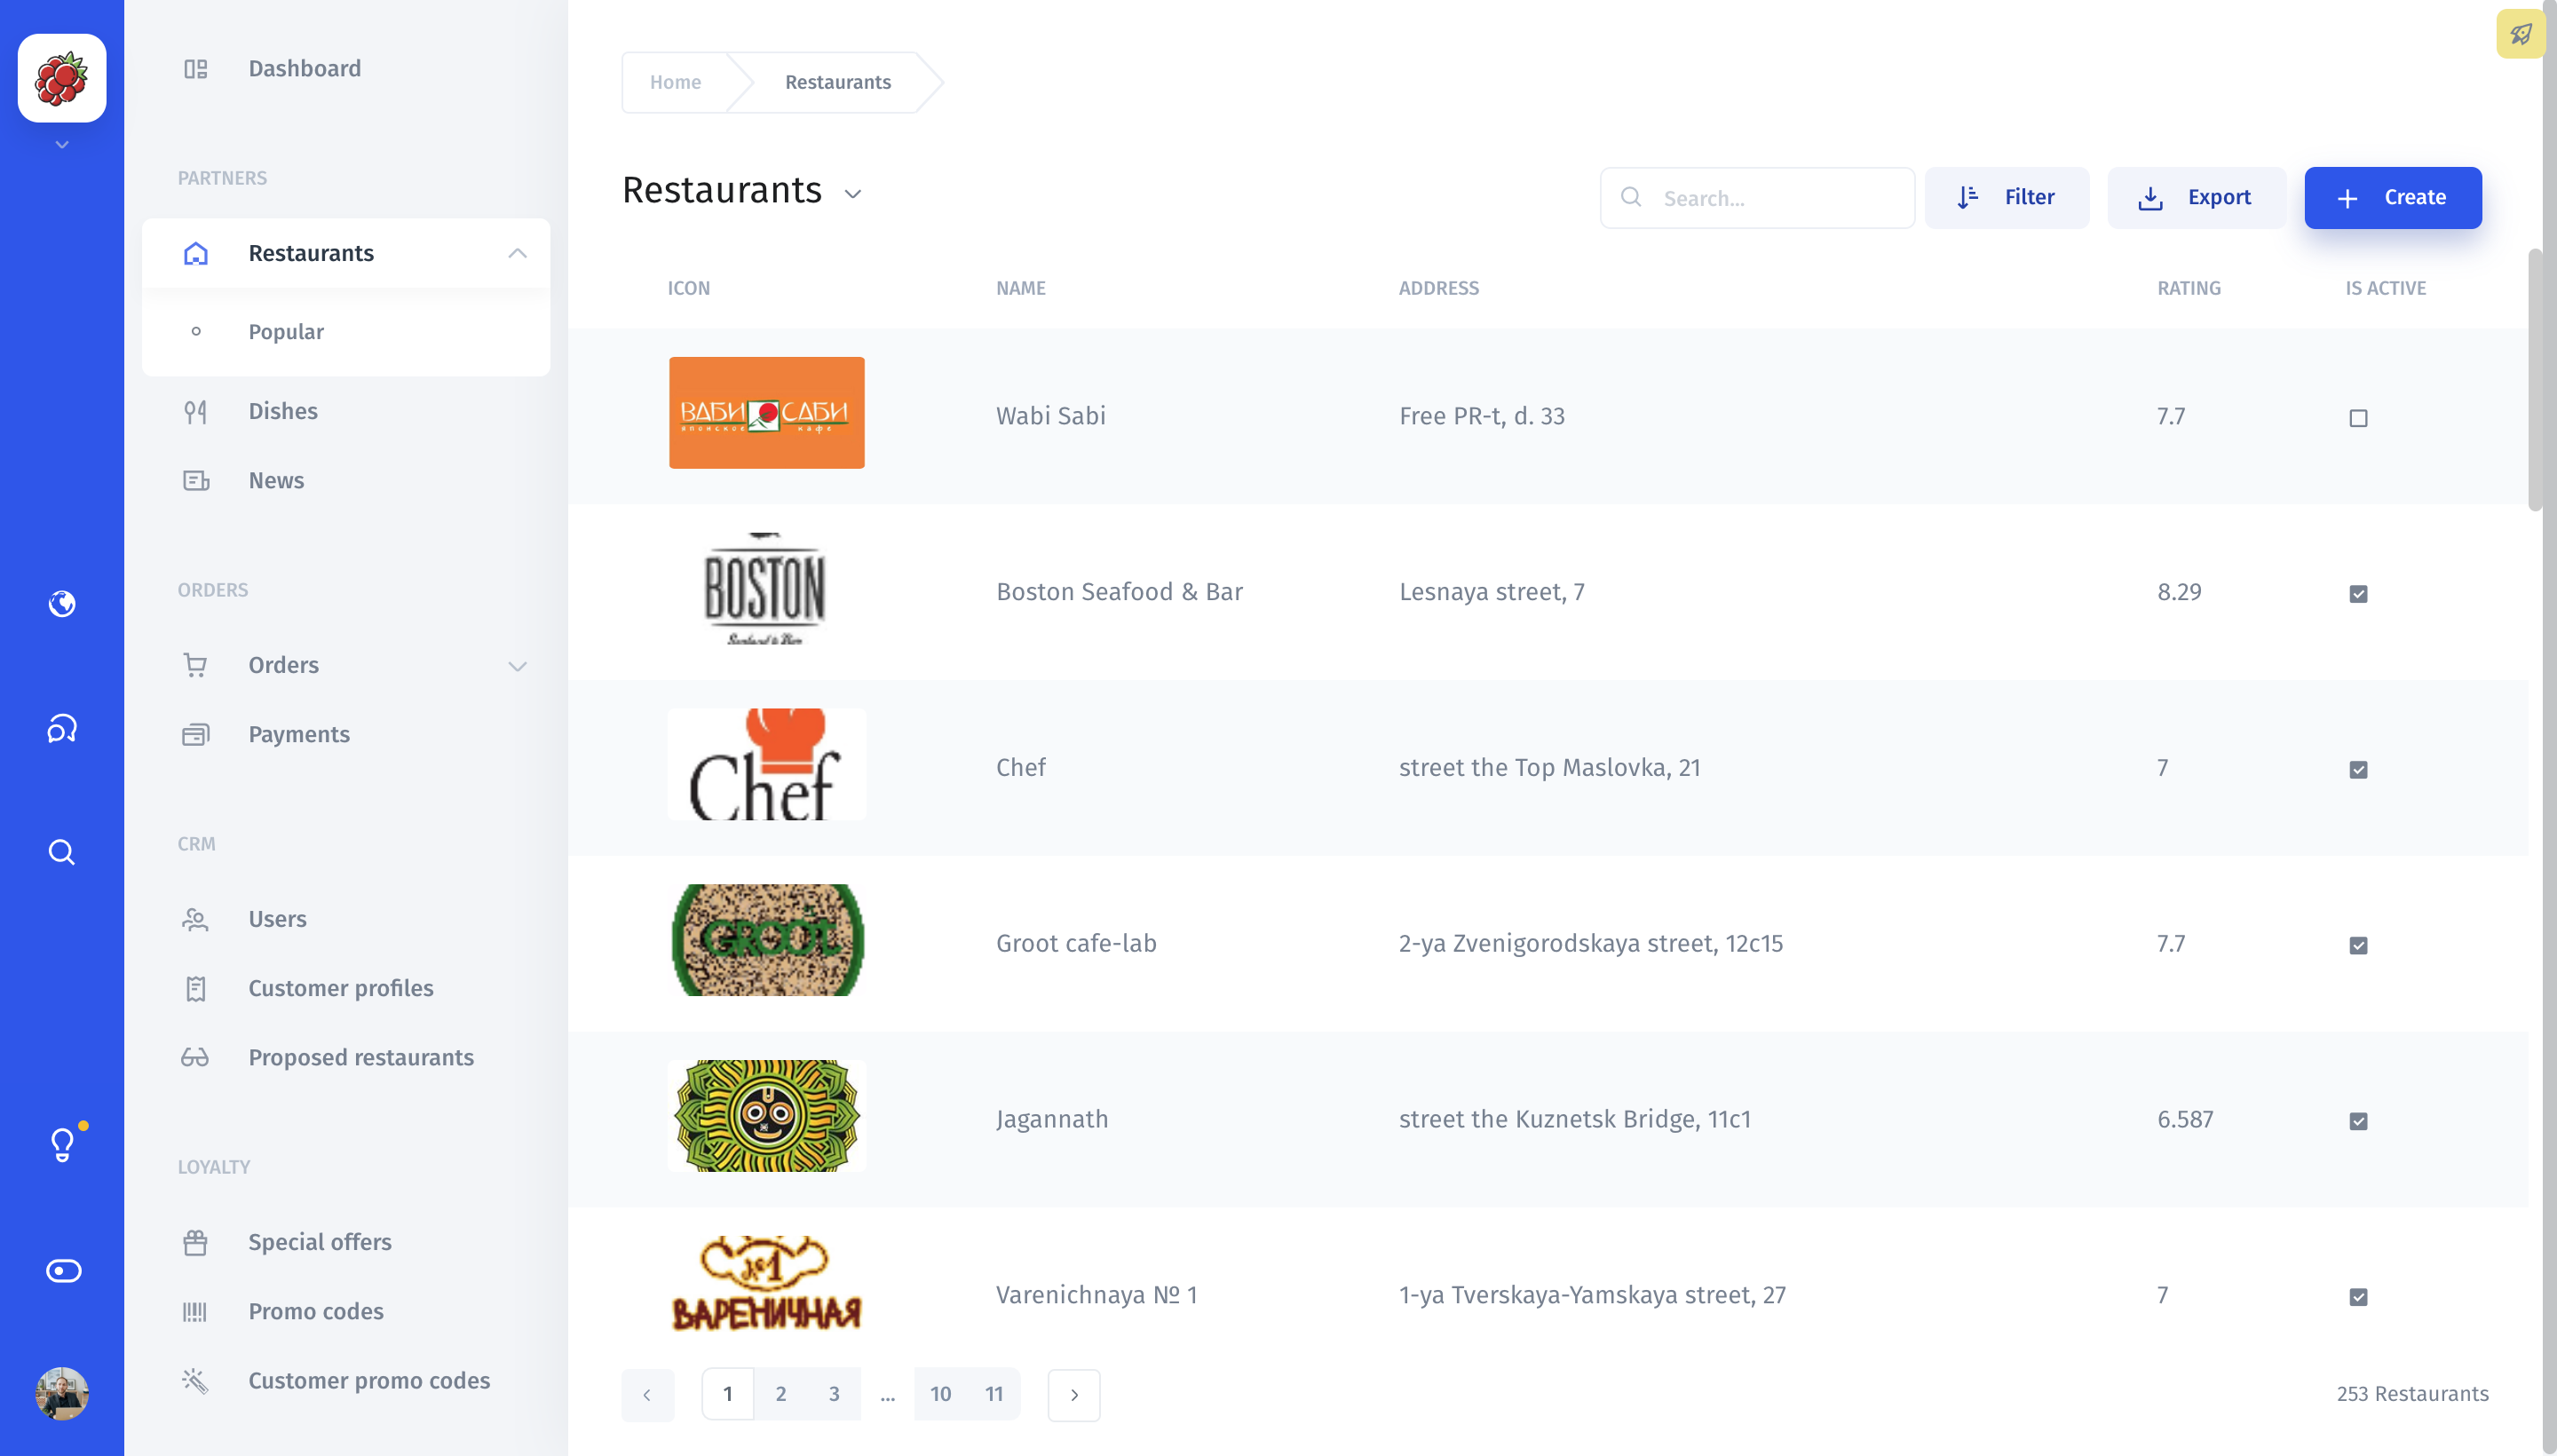 Dashboard
PARTNERS
Restaurants
Popular
Dishes
News
ORDERS
Orders
Payments
CRM
Users
Customer profiles
Proposed restaurants
LOYALTY
Special offers
Promo codes
Customer promo codes
Home
Restaurants
Restaurants
Search...
Filter
Export
Create
ICON NAME ADDRESS RATING IS ACTIVE
ВАБИ САБИ
японское кафе
Wabi Sabi Free PR-t, d. 33 7.7
BOSTON
Seafood & Bar
Boston Seafood & Bar Lesnaya street, 7 8.29
Chef
Chef street the Top Maslovka, 21 7
GROOT
Groot cafe-lab 2-ya Zvenigorodskaya street, 12c15 7.7
Jagannath street the Kuznetsk Bridge, 11c1 6.587
№1
ВАРЕНИЧНАЯ
Varenichnaya № 1 1-ya Tverskaya-Yamskaya street, 27 7
1 2 3 ... 10 11
253 Restaurants